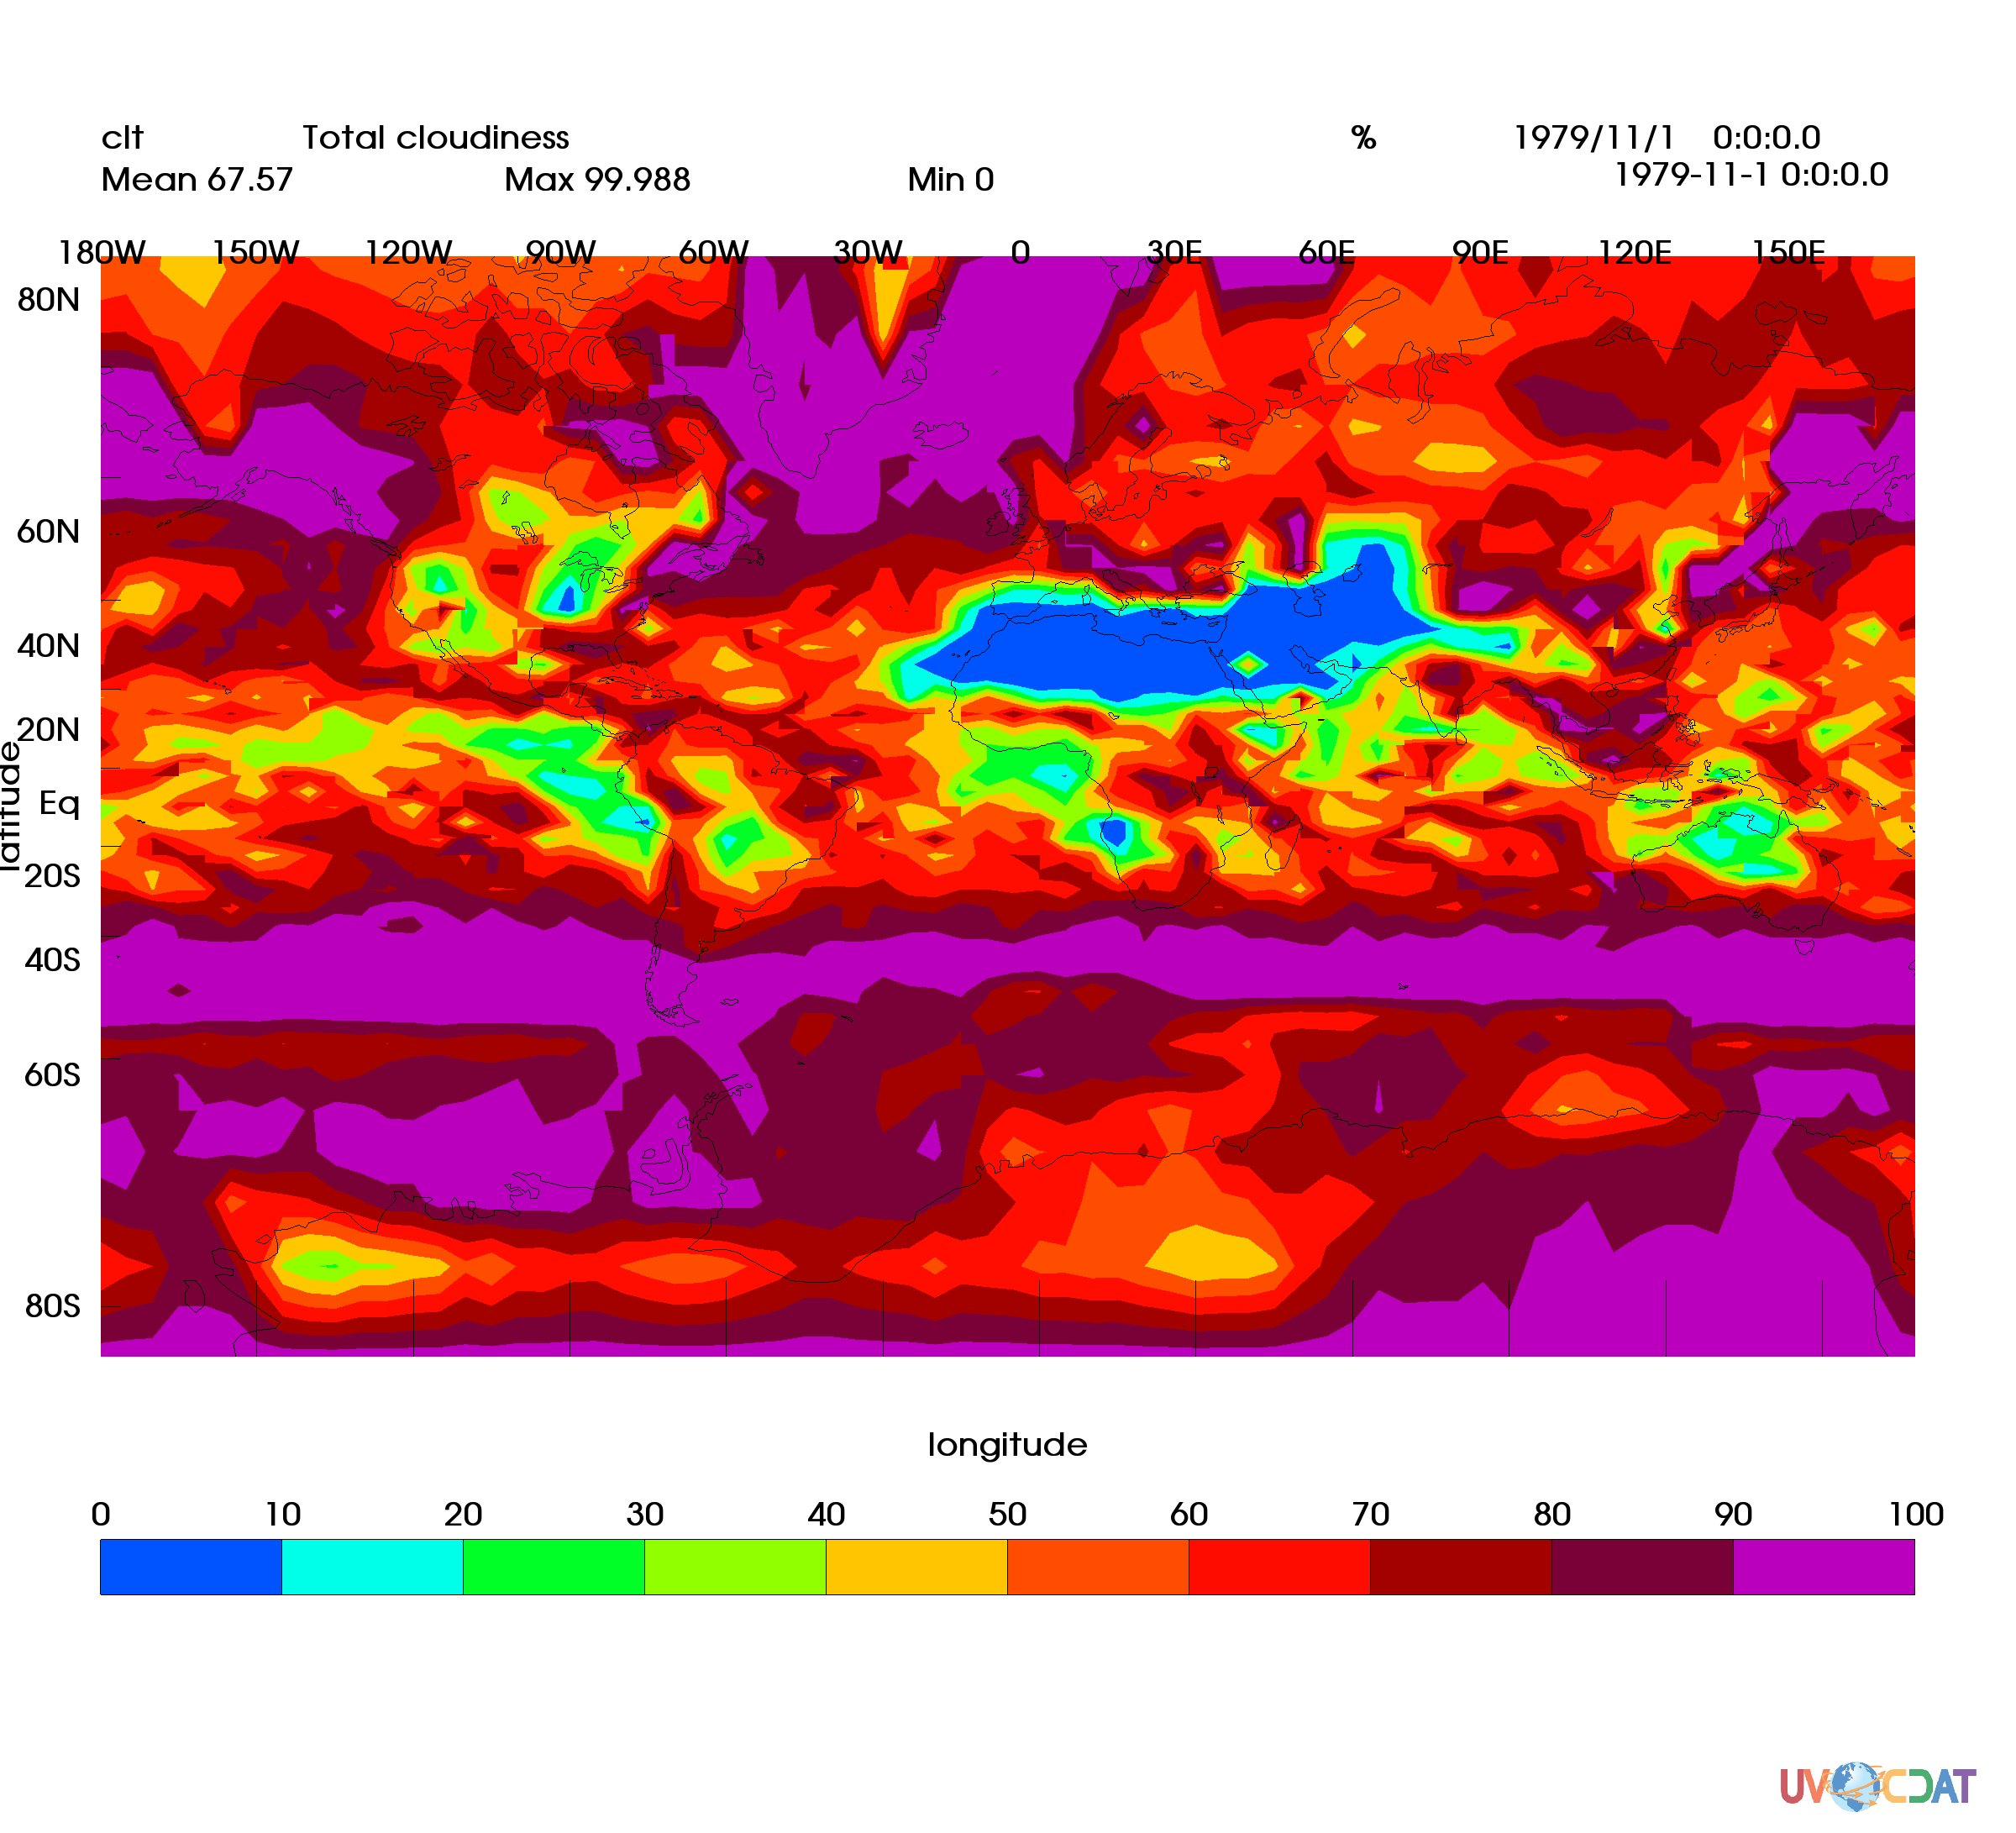 clt Total cloudiness % 1979/11/1 0:0:0.0
Mean 67.57 Max 99.988 Min 0 1979-11-1 0:0:0.0
180W 150W 120W 90W 60W 30W 0 30E 60E 90E 120E 150E
80N
60N
40N
20N
latitude
Eq
20S
40S
60S
80S
longitude
0 10 20 30 40 50 60 70 80 90 100
UV CDAT